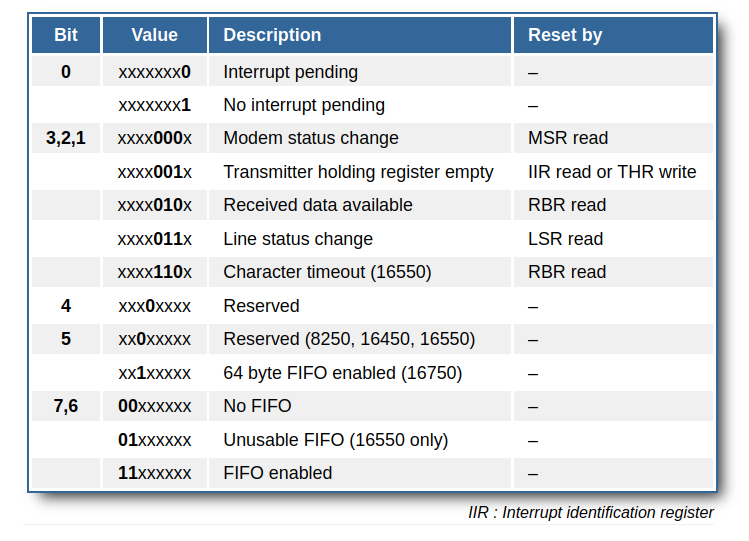 Bit Value Description Reset by
0 xxxxxxx0 Interrupt pending –
xxxxxxx1 No interrupt pending –
3,2,1 xxxx000x Modem status change MSR read
xxxx001x Transmitter holding register empty IIR read or THR write
xxxx010x Received data available RBR read
xxxx011x Line status change LSR read
xxxx110x Character timeout (16550) RBR read
4 xxx0xxxx Reserved –
5 xx0xxxxx Reserved (8250, 16450, 16550) –
xx1xxxxx 64 byte FIFO enabled (16750) –
7,6 00xxxxxx No FIFO –
01xxxxxx Unusable FIFO (16550 only) –
11xxxxxx FIFO enabled –
IIR : Interrupt identification register